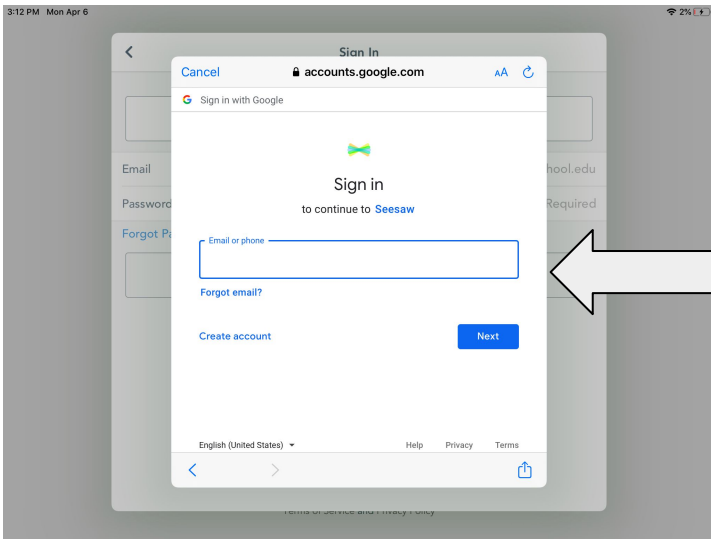 3:12 PM Mon Apr 6 2%
Sign In
Cancel accounts.google.com AA
G Sign in with Google
Email hool.edu
Sign in
Password Required
to continue to Seesaw
Forgot Pa
Email or phone
Forgot email?
Create account Next
English (United States) Help Privacy Terms
Terms of Service and Privacy Policy